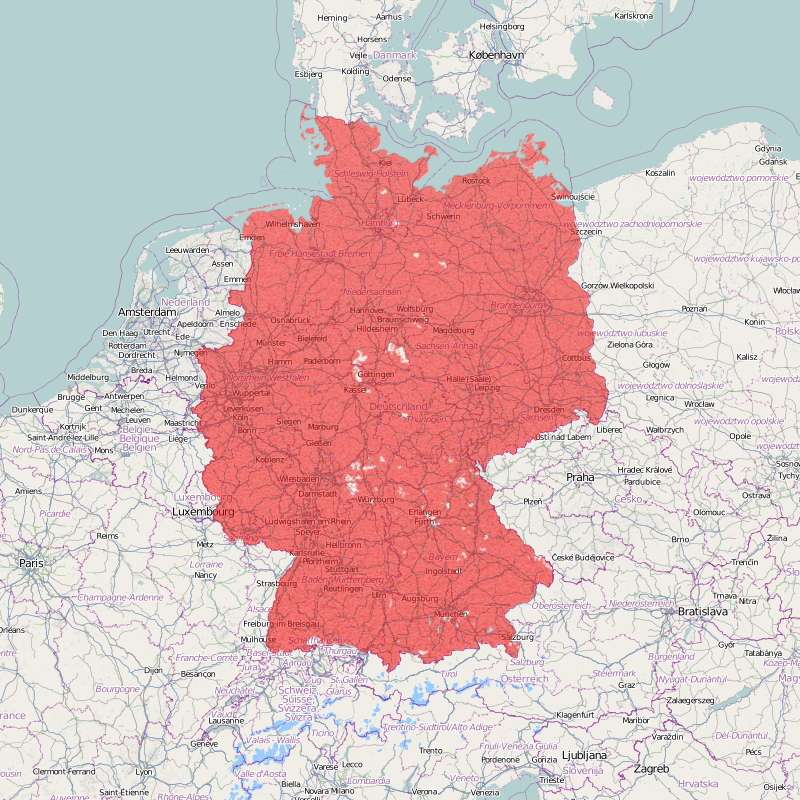 Herning
Aarhus
Karlskrona
Helsingborg
Horsens
Vejle
Danmark
København
Esbjerg
Kolding
Odense
Gdynia
Gdańsk
Koszalin
województwo pomorskie
Kiel
Schleswig-Holstein
Rostock
Świnoujście
Lübeck
Mecklenburg-Vorpommern
Schwerin
Hamburg
Wilhelmshaven
województwo zachodniopomorskie
Szczecin
Emden
Leeuwarden
Freie Hansestadt Bremen
Assen
województwo kujawsko-po
Emmen
Gorzów Wielkopolski
Niedersachsen
Włocławek
Nederland
Brandenburg
Amsterdam
Almelo
Hannover
Wolfsburg
Poznań
Apeldoorn
Enschede
Osnabrück
Braunschweig
Konin
Den Haag
Utrecht
Ede
Hildesheim
Magdeburg
województwo lubuskie
Polska
Rotterdam
Bielefeld
Münster
Sachsen-Anhalt
Zielona Góra
Dordrecht
Nijmegen
Breda
Hamm
Paderborn
Cottbus
Kalisz
Głogów
Middelburg
Helmond
Venlo
Nordrhein-Westfalen
Göttingen
Halle (Saale)
Leipzig
województwo dolnośląskie
Brugge
Antwerpen
Wuppertal
Kassel
Legnica
Wrocław
Dunkerque
Gent
Mechelen
Leverkusen
Deutschland
Dresden
Kortrijk
Leuven
Maastricht
Köln
Siegen
Marburg
Thüringen
Sachsen
województwo opolskie
Saint-André-lez-Lille
België
Belgique
Belgien
Liège
Bonn
Gießen
Ústí nad Labem
Liberec
Wałbrzych
Opole
Nord-Pas de Calais
Mons
Koblenz
Praha
Hradec Králové
Pardubice
Sosnowiec
Tychy
Amiens
Luxembourg
Wiesbaden
Darmstadt
Würzburg
Plzeň
Česko
Ostrava
Picardie
Luxembourg
Ludwigshafen am Rhein
Erlangen
Fürth
Olomouc
Reims
Speyer
Metz
Karlsruhe
Heilbronn
Bayern
Brno
Žilina
Paris
Lorraine
Nancy
Pforzheim
Stuttgart
Ingolstadt
České Budějovice
Trenčín
Strasbourg
Baden-Württemberg
Reutlingen
Champagne-Ardenne
Ulm
Augsburg
Trnava
Nitra
Alsace
München
Oberösterreich
Niederösterreich
Bratislava
Orléans
Freiburg im Breisgau
Mulhouse
Schaffhausen
Salzburg
Győr
Basel-Stadt
Thurgau
Tatabánya
Franche-Comté
Aargau
Salzburg
Burgenland
Dijon
Besançon
Zug
St. Gallen
Tirol
Österreich
Steiermark
Nyugat-Dunántúl
Bourgogne
Neuchâtel
Schweiz
Suisse
Svizzera
Svizra
Glarus
Graz
Zalaegerszeg
Vaud
Lausanne
Ticino
Trentino-Südtirol/Alto Adige
Klagenfurt
Maribor
Varaždin
Dél-Dunántúl
Genève
Valais - Wallis
Trento
Friuli-Venezia Giulia
Pécs
Clermont-Ferrand
Lyon
Valle d'Aosta
Varese
Lecco
Pordenone
Gorizia
Ljubljana
Slovenija
Zagreb
Biella
Lombardia
Veneto
Trieste
Hrvatska
Osijek
Saint-Étienne
Rhône-Alpes
Novara
Milano
Verona
Venezia
Auvergne
Vercelli